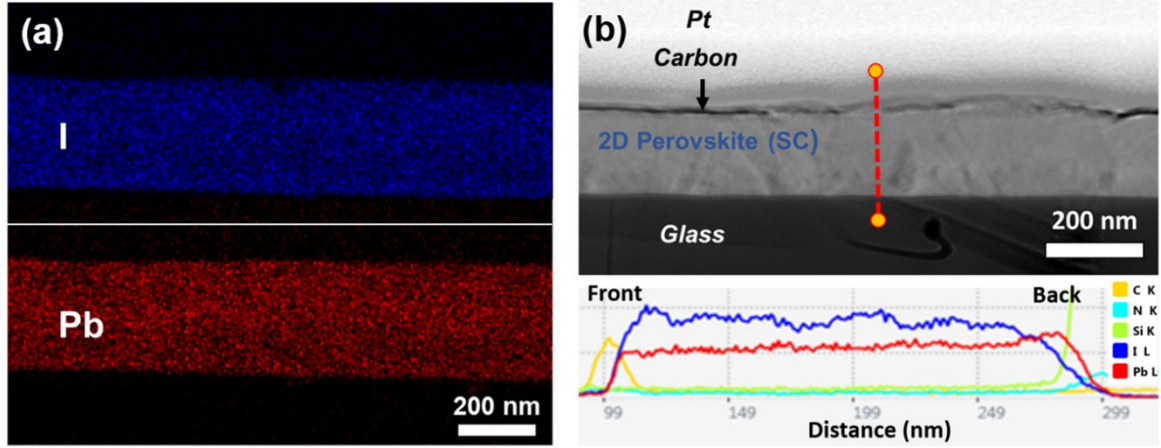 (a)
I
Pb
200 nm
(b)
Pt
Carbon
2D Perovskite (SC)
Glass
200 nm
Front
Back
C K
N K
Si K
I L
Pb L
99
149
199
249
299
Distance (nm)